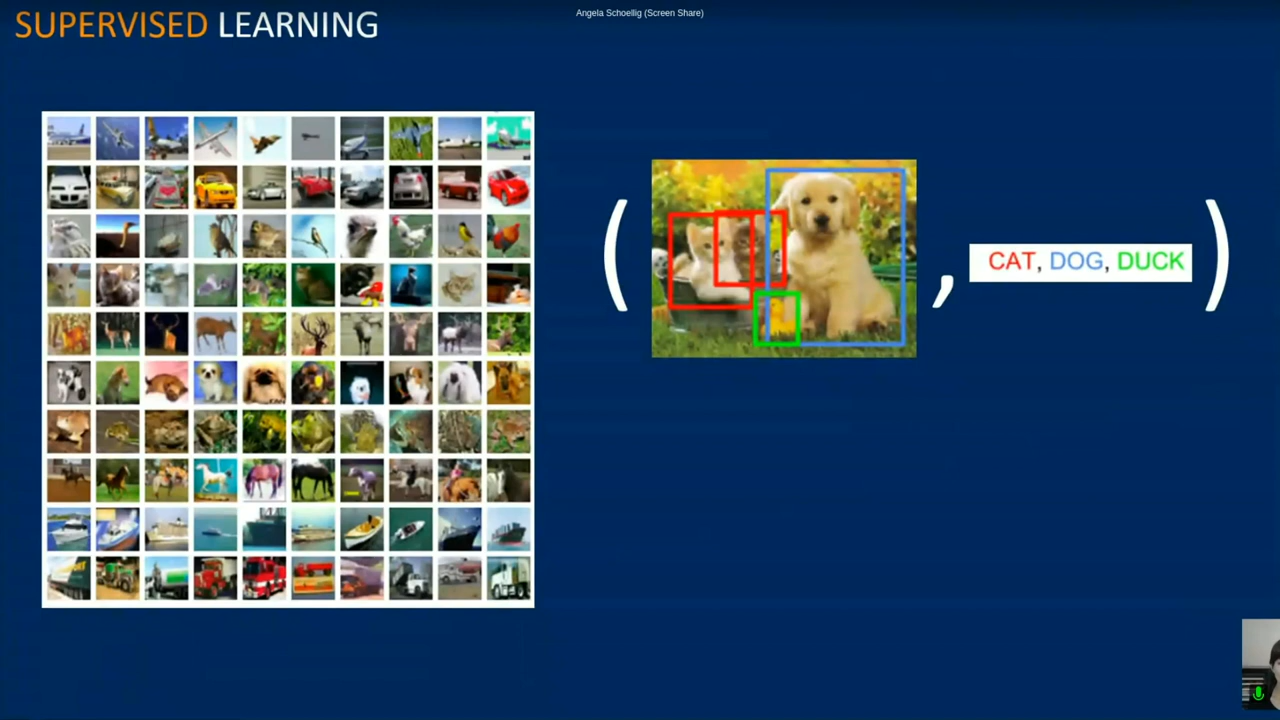 Angela Schoellig (Screen Share)
SUPERVISED LEARNING
( , CAT, DOG, DUCK )